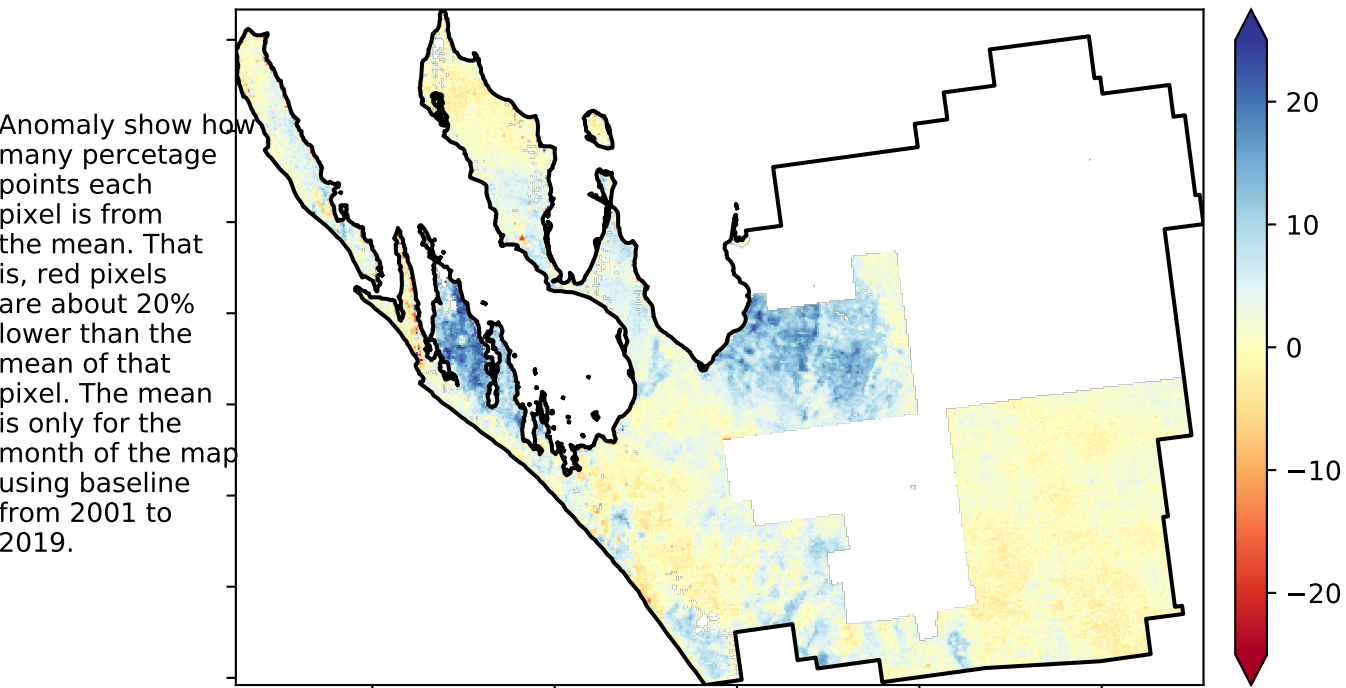 Anomaly show how
many percetage
points each
pixel is from
the mean. That
is, red pixels
are about 20%
lower than the
mean of that
pixel. The mean
is only for the
month of the map
using baseline
from 2001 to
2019.
20
10
0
−10
−20